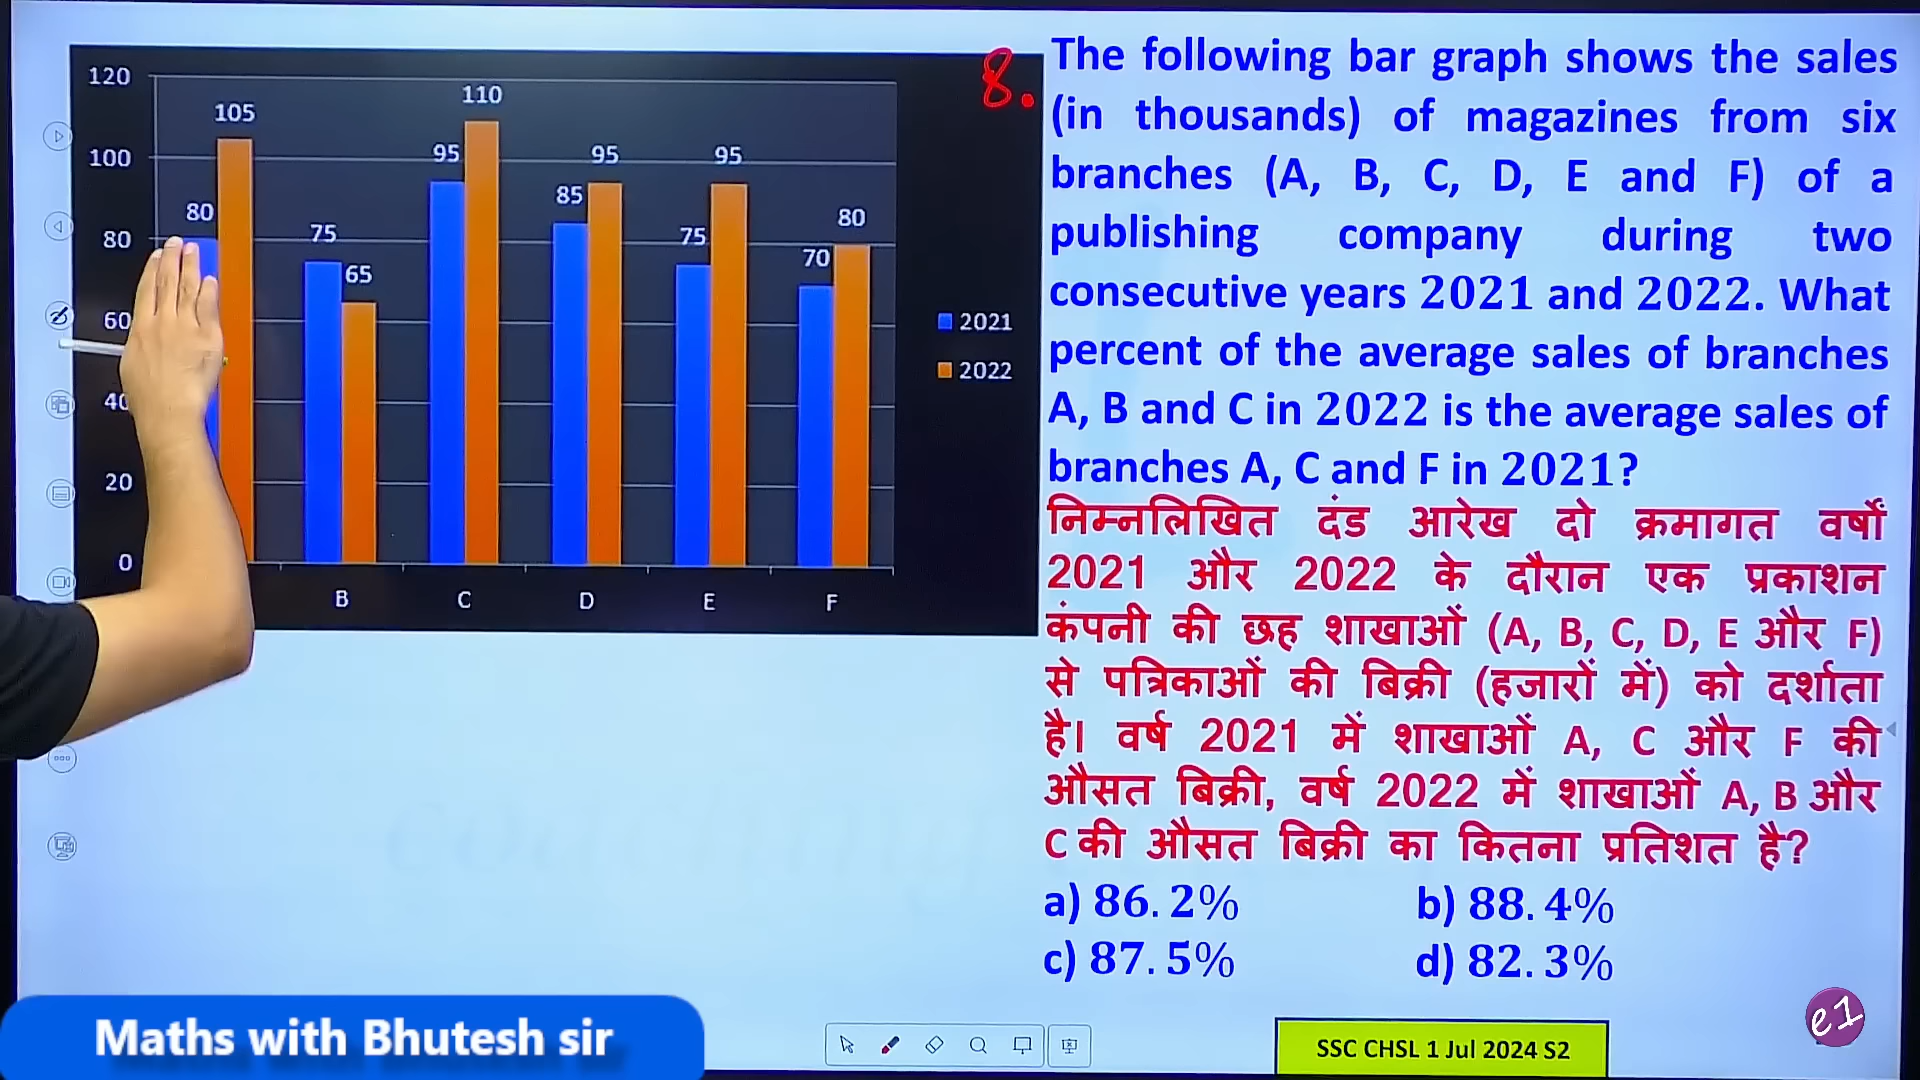 120
100
80
60
40
20
0
105
80
75
65
110
95
95
85
95
75
80
70
B
C
D
E
F
2021
2022
8.
The following bar graph shows the sales
(in thousands) of magazines from six
branches (A, B, C, D, E and F) of a
publishing company during two
consecutive years 2021 and 2022. What
percent of the average sales of branches
A, B and C in 2022 is the average sales of
branches A, C and F in 2021?
निम्नलिखित दंड आरेख दो क्रमागत वर्षों
2021 और 2022 के दौरान एक प्रकाशन
कंपनी की छह शाखाओं (A, B, C, D, E और F)
से पत्रिकाओं की बिक्री (हजारों में) को दर्शाता
है। वर्ष 2021 में शाखाओं A, C और F की
औसत बिक्री, वर्ष 2022 में शाखाओं A, B और
C की औसत बिक्री का कितना प्रतिशत है?
a) 86.2%
b) 88.4%
c) 87.5%
d) 82.3%
Maths with Bhutesh sir
SSC CHSL 1 Jul 2024 S2
e1